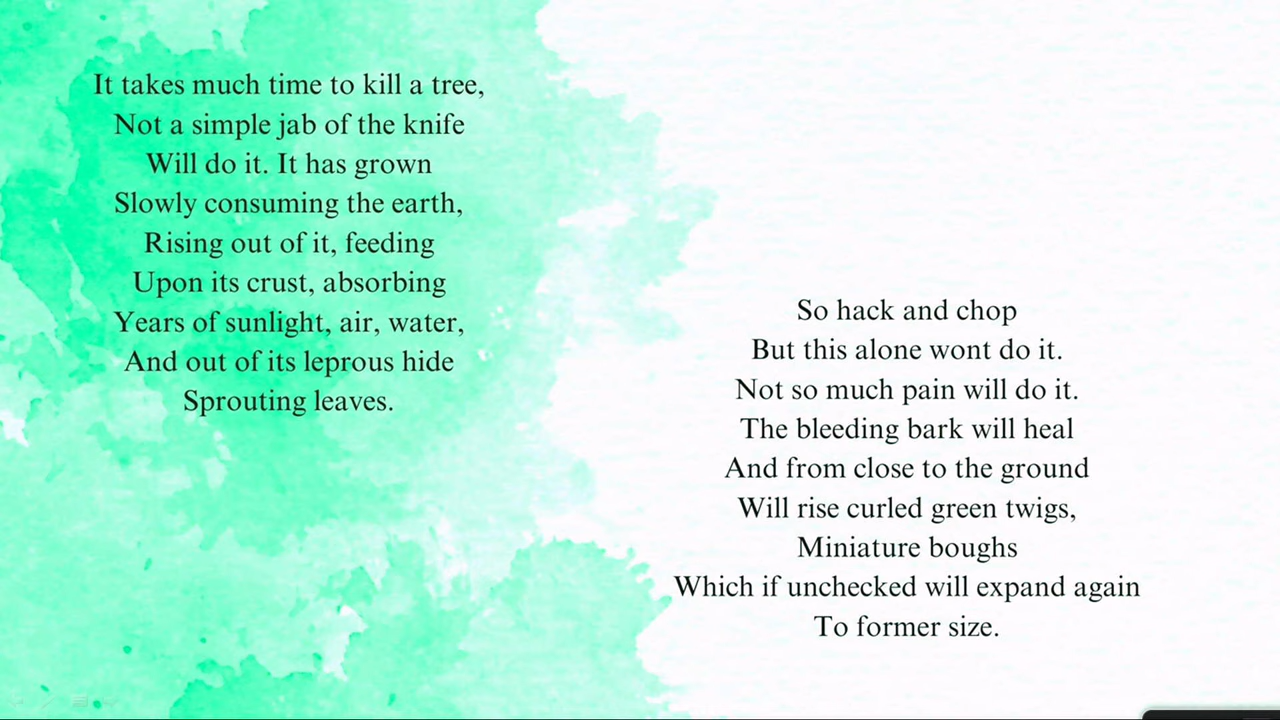 It takes much time to kill a tree,
Not a simple jab of the knife
Will do it. It has grown
Slowly consuming the earth,
Rising out of it, feeding
Upon its crust, absorbing
Years of sunlight, air, water,
And out of its leprous hide
Sprouting leaves.
So hack and chop
But this alone wont do it.
Not so much pain will do it.
The bleeding bark will heal
And from close to the ground
Will rise curled green twigs,
Miniature boughs
Which if unchecked will expand again
To former size.